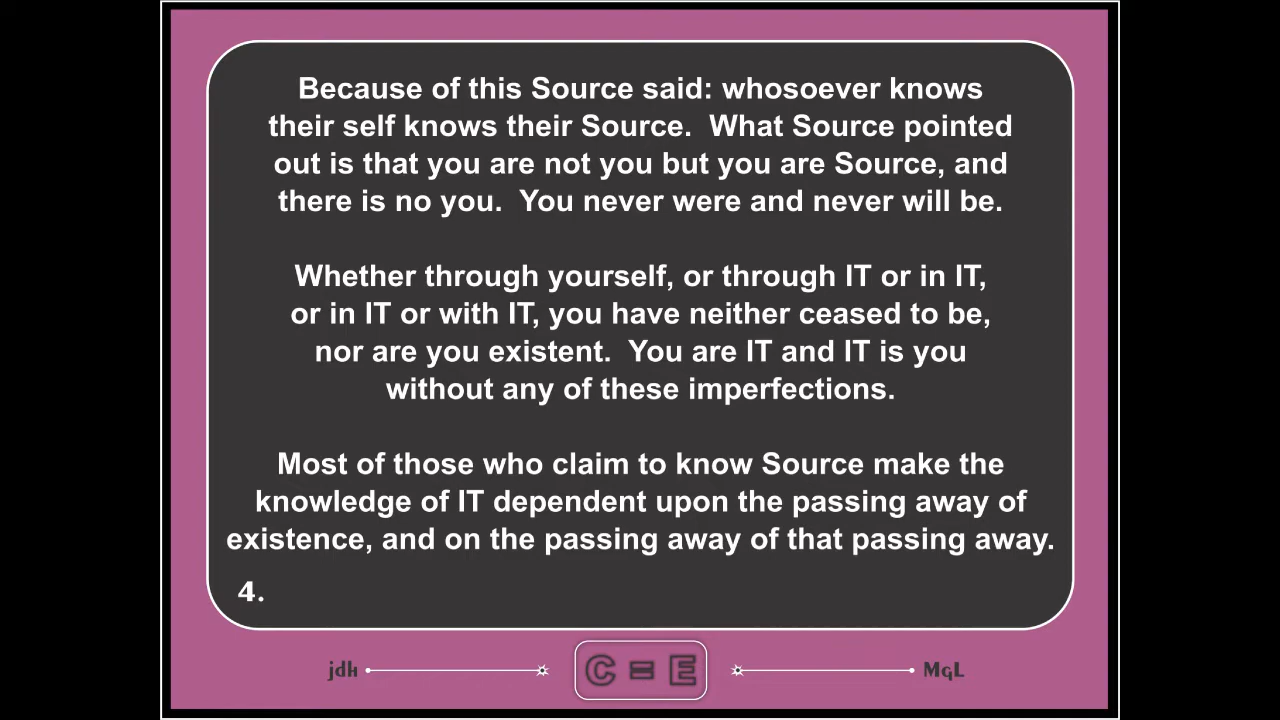 Because of this Source said: whosoever knows
their self knows their Source.  What Source pointed
out is that you are not you but you are Source, and
there is no you.  You never were and never will be.
Whether through yourself, or through IT or in IT,
or in IT or with IT, you have neither ceased to be,
nor are you existent.  You are IT and IT is you
without any of these imperfections.
Most of those who claim to know Source make the
knowledge of IT dependent upon the passing away of
existence, and on the passing away of that passing away.
4.
jdh C = E MqL